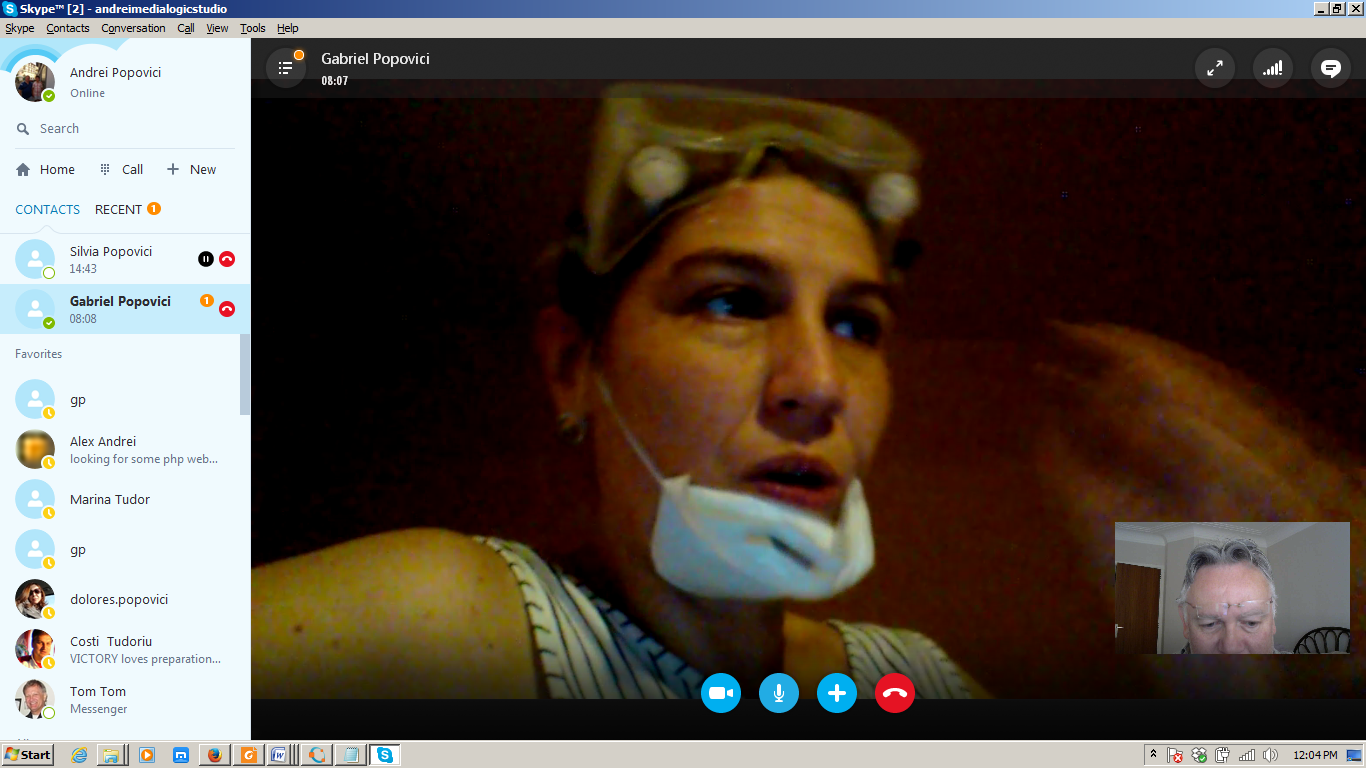 Skype™ [2] - andreimedialogicstudio
Skype Contacts Conversation Call View Tools Help
Andrei Popovici
Online
Search
Home Call New
CONTACTS RECENT 1
Silvia Popovici
14:43
Gabriel Popovici 1
08:08
Favorites
gp
Alex Andrei
looking for some php web...
Marina Tudor
gp
dolores.popovici
Costi Tudoriu
VICTORY loves preparation...
Tom Tom
Messenger
Gabriel Popovici
08:07
Start
12:04 PM